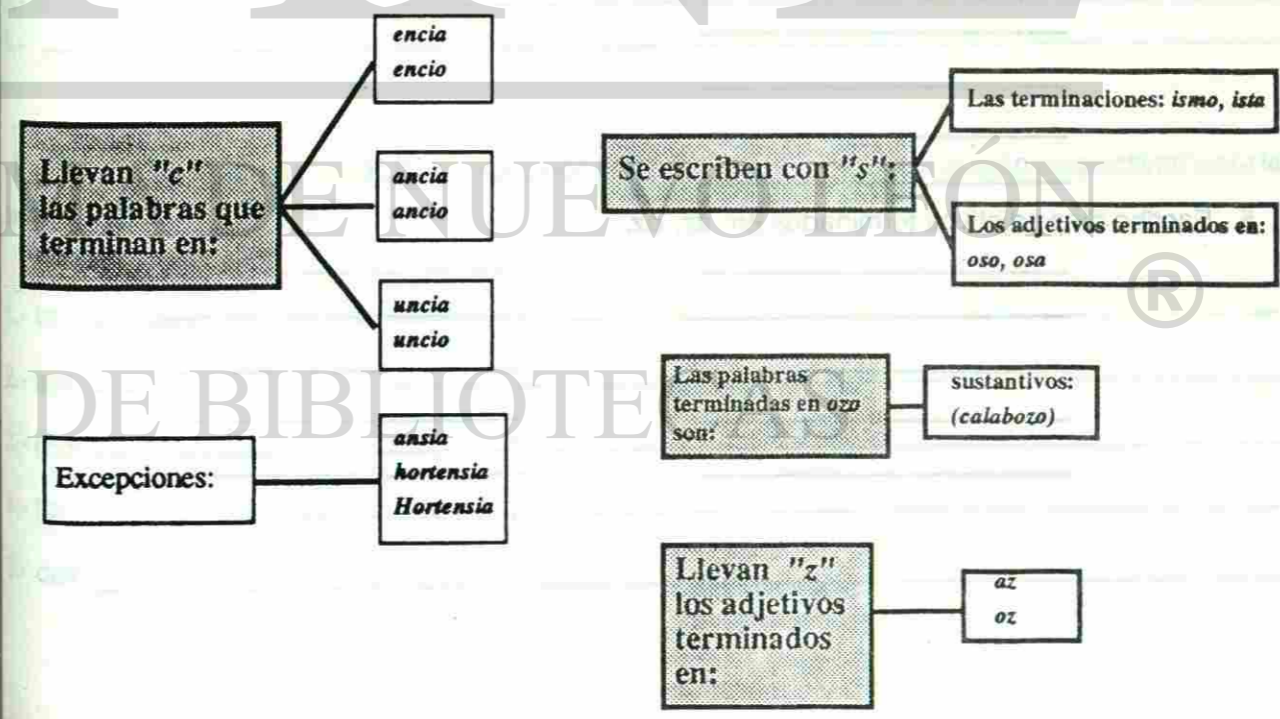 encia
encio
Llevan "c"
las palabras que
terminan en:
ancia
ancio
uncia
uncio
Excepciones:
ansia
hortensia
Hortensia
Se escriben con "s":
Las terminaciones: ismo, ista
Los adjetivos terminados en:
oso, osa
Las palabras
terminadas en ozo
son:
sustantivos:
(calabozo)
Llevan "z"
los adjetivos
terminados
en:
az
oz
DE NUEVO LEÓN
®
DE BIBLIOTECAS